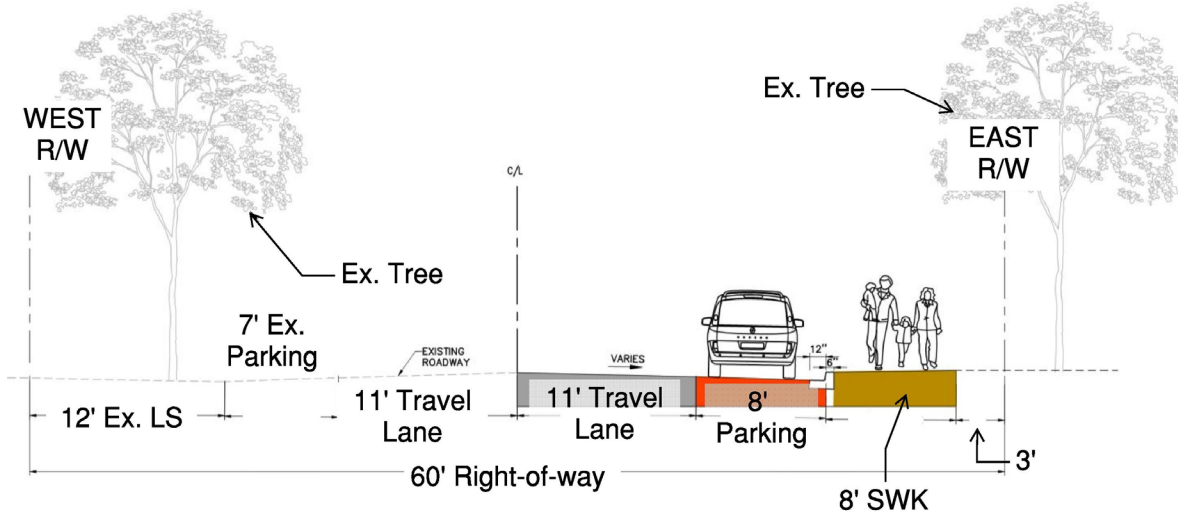 Ex. Tree
WEST
R/W
EAST
R/W
C/L
Ex. Tree
7' Ex.
Parking
EXISTING
ROADWAY
VARIES
12"
6"
12' Ex. LS
11' Travel
Lane
11' Travel
Lane
8'
Parking
3'
60' Right-of-way
8' SWK